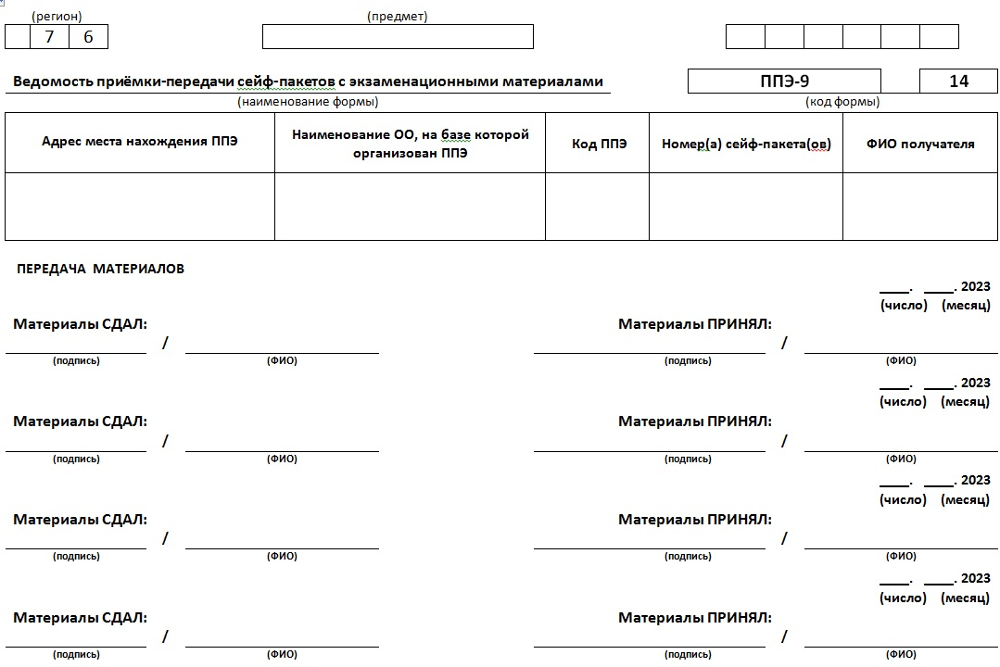 (регион) (предмет)
7 6
Ведомость приёмки-передачи сейф-пакетов с экзаменационными материалами ППЭ-9 14
(наименование формы) (код формы)
Адрес места нахождения ППЭ
Наименование ОО, на базе которой
организован ППЭ
Код ППЭ
Номер(а) сейф-пакета(ов)
ФИО получателя
ПЕРЕДАЧА МАТЕРИАЛОВ
____. ____. 2023
(число) (месяц)
Материалы СДАЛ: Материалы ПРИНЯЛ:
/ /
(подпись) (ФИО) (подпись) (ФИО)
____. ____. 2023
(число) (месяц)
Материалы СДАЛ: Материалы ПРИНЯЛ:
/ /
(подпись) (ФИО) (подпись) (ФИО)
____. ____. 2023
(число) (месяц)
Материалы СДАЛ: Материалы ПРИНЯЛ:
/ /
(подпись) (ФИО) (подпись) (ФИО)
____. ____. 2023
(число) (месяц)
Материалы СДАЛ: Материалы ПРИНЯЛ:
/ /
(подпись) (ФИО) (подпись) (ФИО)